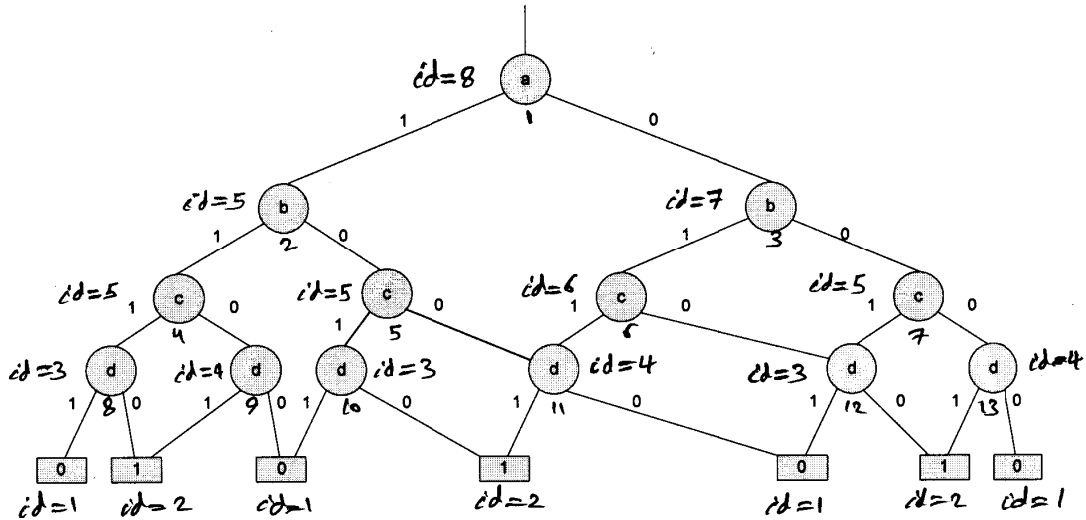 id=8 a
1
1 0
id=5 b id=7 b
2 3
1 0 1 0
id=5 c id=5 c id=6 c id=5 c
1 0 1 0 1 0 1 0
4 5 6 7
id=3 d id=4 d d id=3 d id=4 id=3 d d id=4
1 8 0 1 9 0 1 10 0 1 11 0 1 12 0 1 13 0
0 1 0 1 0 1 0
id=1 id=2 id=1 id=2 id=1 id=2 id=1